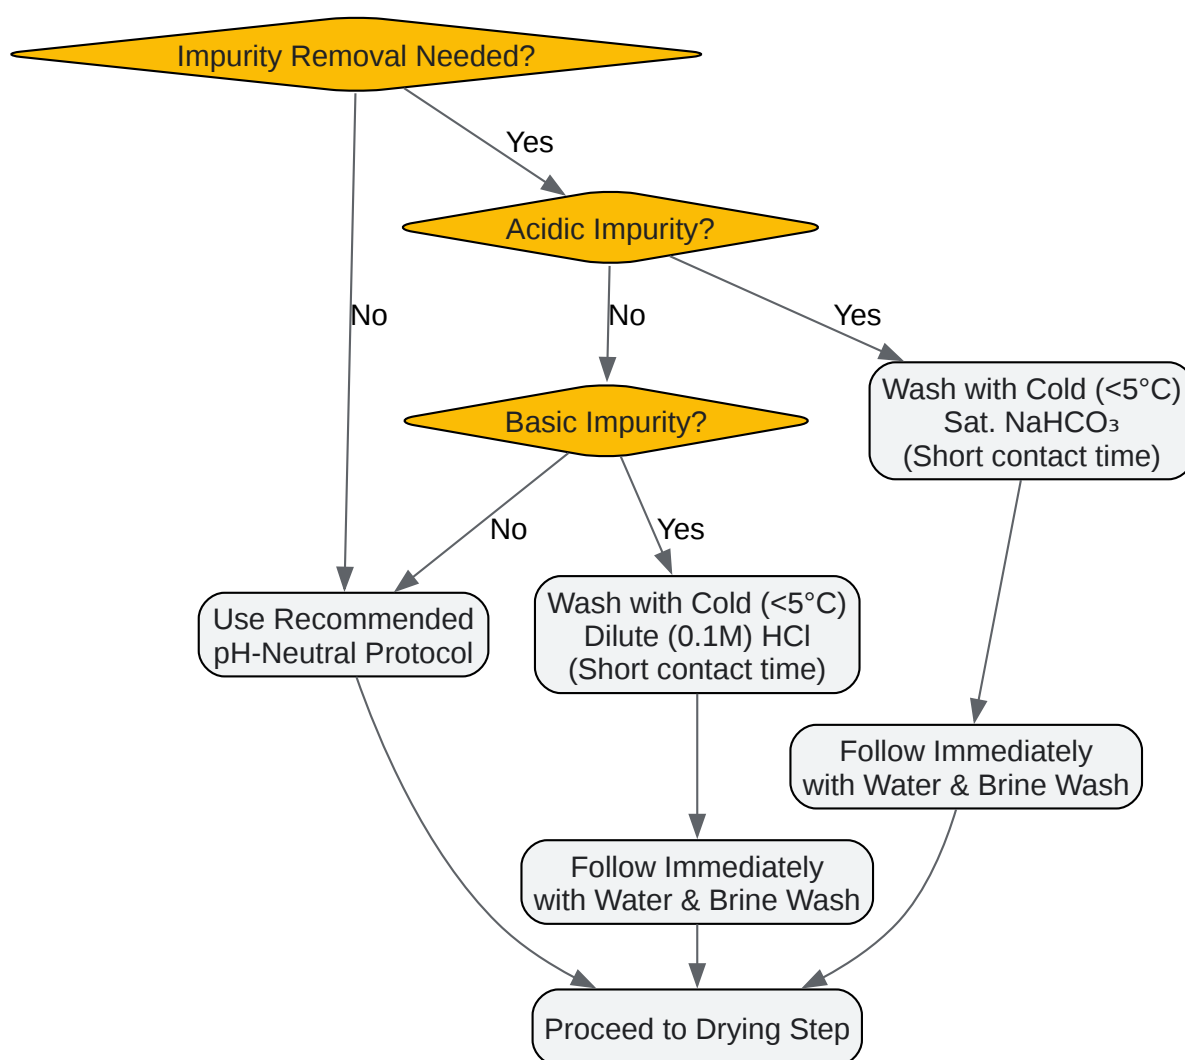 Impurity Removal Needed?
Yes
Acidic Impurity?
No
No
Yes
Wash with Cold (<5°C)
Sat. NaHCO₃
(Short contact time)
Basic Impurity?
No
Yes
Use Recommended
pH-Neutral Protocol
Wash with Cold (<5°C)
Dilute (0.1M) HCl
(Short contact time)
Follow Immediately
with Water & Brine Wash
Follow Immediately
with Water & Brine Wash
Proceed to Drying Step